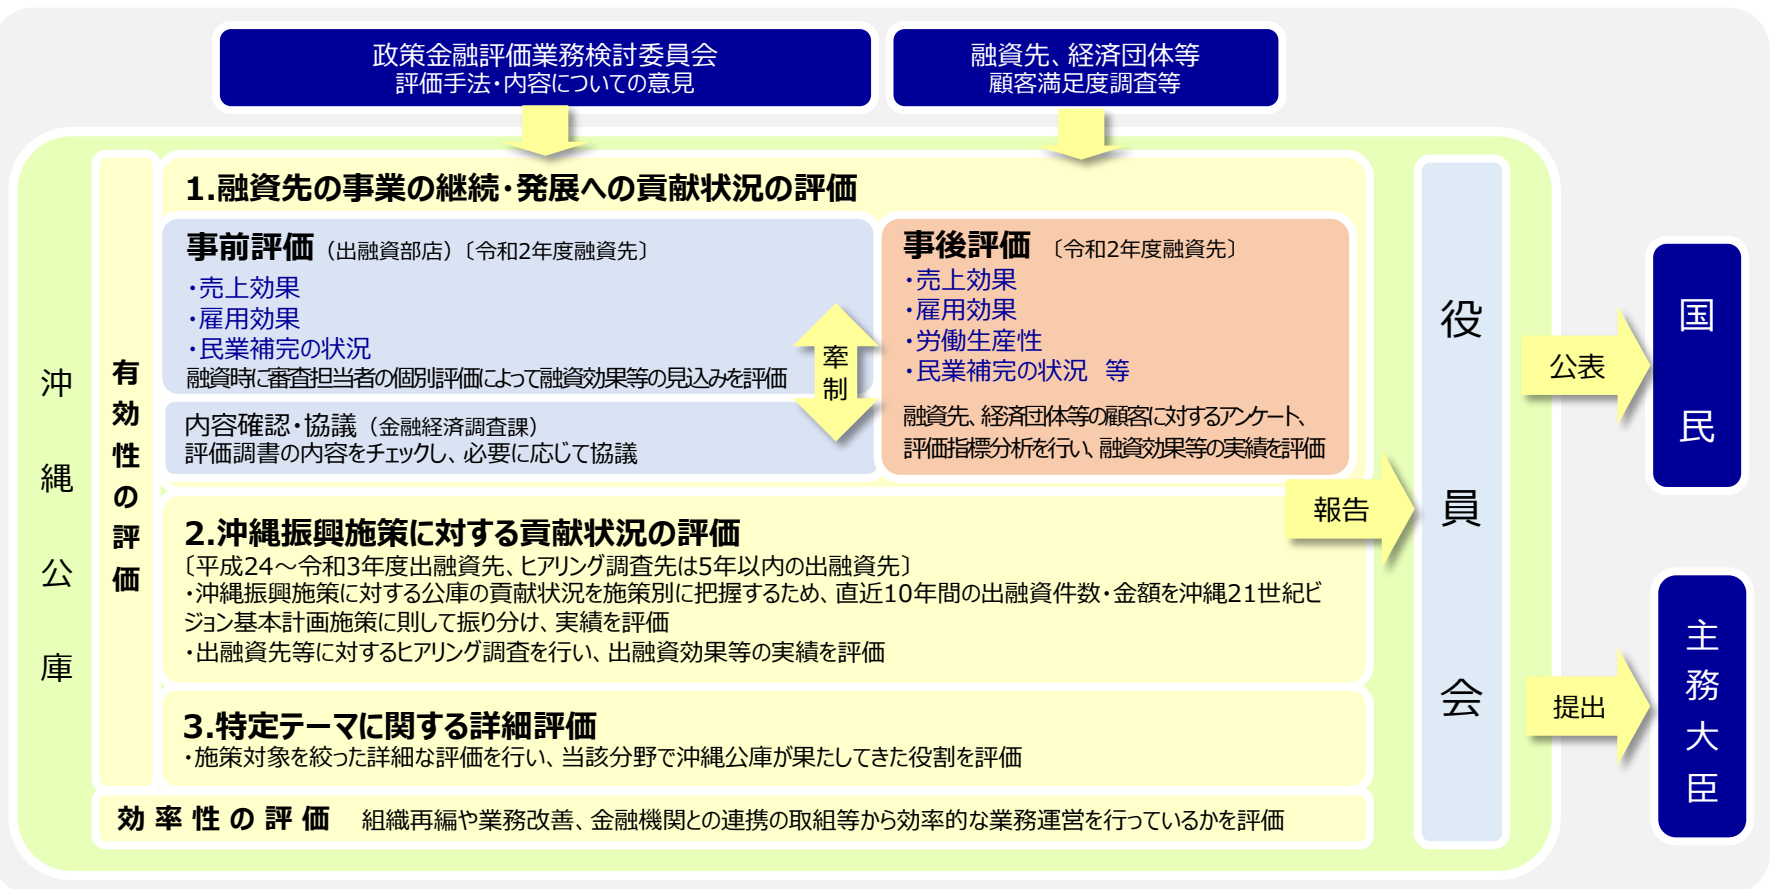 政策金融評価業務検討委員会
評価手法・内容についての意見
融資先、経済団体等
顧客満足度調査等
沖縄公庫
有効性の評価
1.融資先の事業の継続・発展への貢献状況の評価
事前評価（出融資部店）〔令和2年度融資先〕
・売上効果
・雇用効果
・民業補完の状況
融資時に審査担当者の個別評価によって融資効果等の見込みを評価
内容確認・協議（金融経済調査課）
評価調書の内容をチェックし、必要に応じて協議
牽制
事後評価 〔令和2年度融資先〕
・売上効果
・雇用効果
・労働生産性
・民業補完の状況 等
融資先、経済団体等の顧客に対するアンケート、
評価指標分析を行い、融資効果等の実績を評価
2.沖縄振興施策に対する貢献状況の評価
〔平成24～令和3年度出融資先、ヒアリング調査先は5年以内の出融資先〕
・沖縄振興施策に対する公庫の貢献状況を施策別に把握するため、直近10年間の出融資件数・金額を沖縄21世紀ビ
ジョン基本計画施策に則して振り分け、実績を評価
・出融資先等に対するヒアリング調査を行い、出融資効果等の実績を評価
3.特定テーマに関する詳細評価
・施策対象を絞った詳細な評価を行い、当該分野で沖縄公庫が果たしてきた役割を評価
効率性の評価 組織再編や業務改善、金融機関との連携の取組等から効率的な業務運営を行っているかを評価
報告
役員会
公表
国民
提出
主務大臣